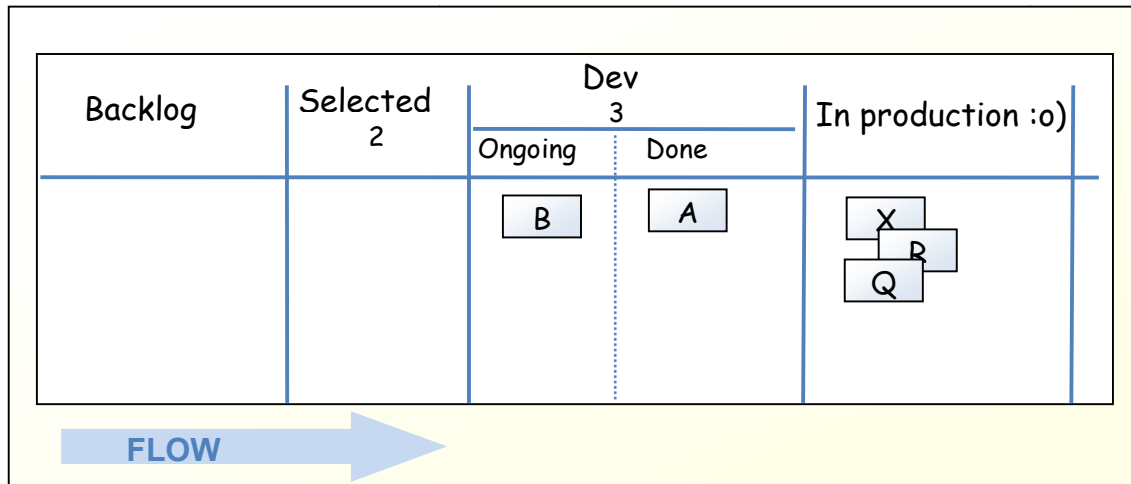 Backlog
Selected
2
Dev
3
Ongoing
Done
In production :o)
B
A
X
R
Q
FLOW